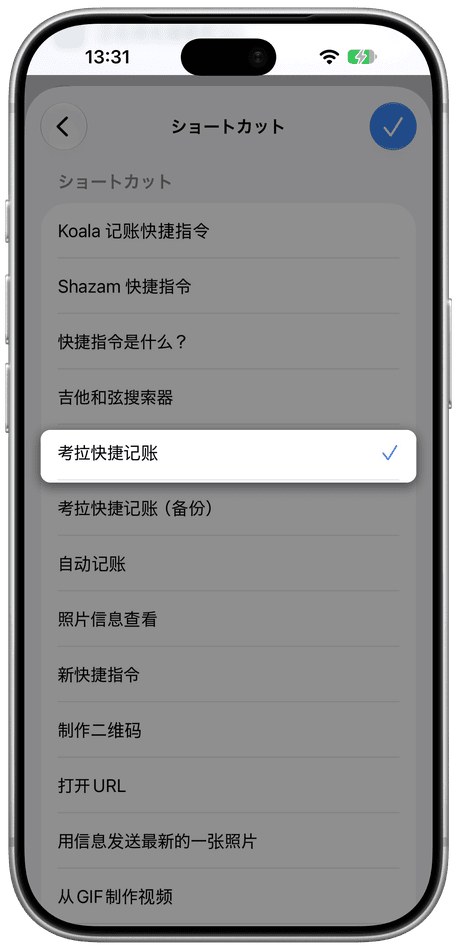 13:31
ショートカット
ショートカット
Koala 记账快捷指令
Shazam 快捷指令
快捷指令是什么？
吉他和弦搜索器
考拉快捷记账
考拉快捷记账（备份）
自动记账
照片信息查看
新快捷指令
制作二维码
打开 URL
用信息发送最新的一张照片
从 GIF 制作视频